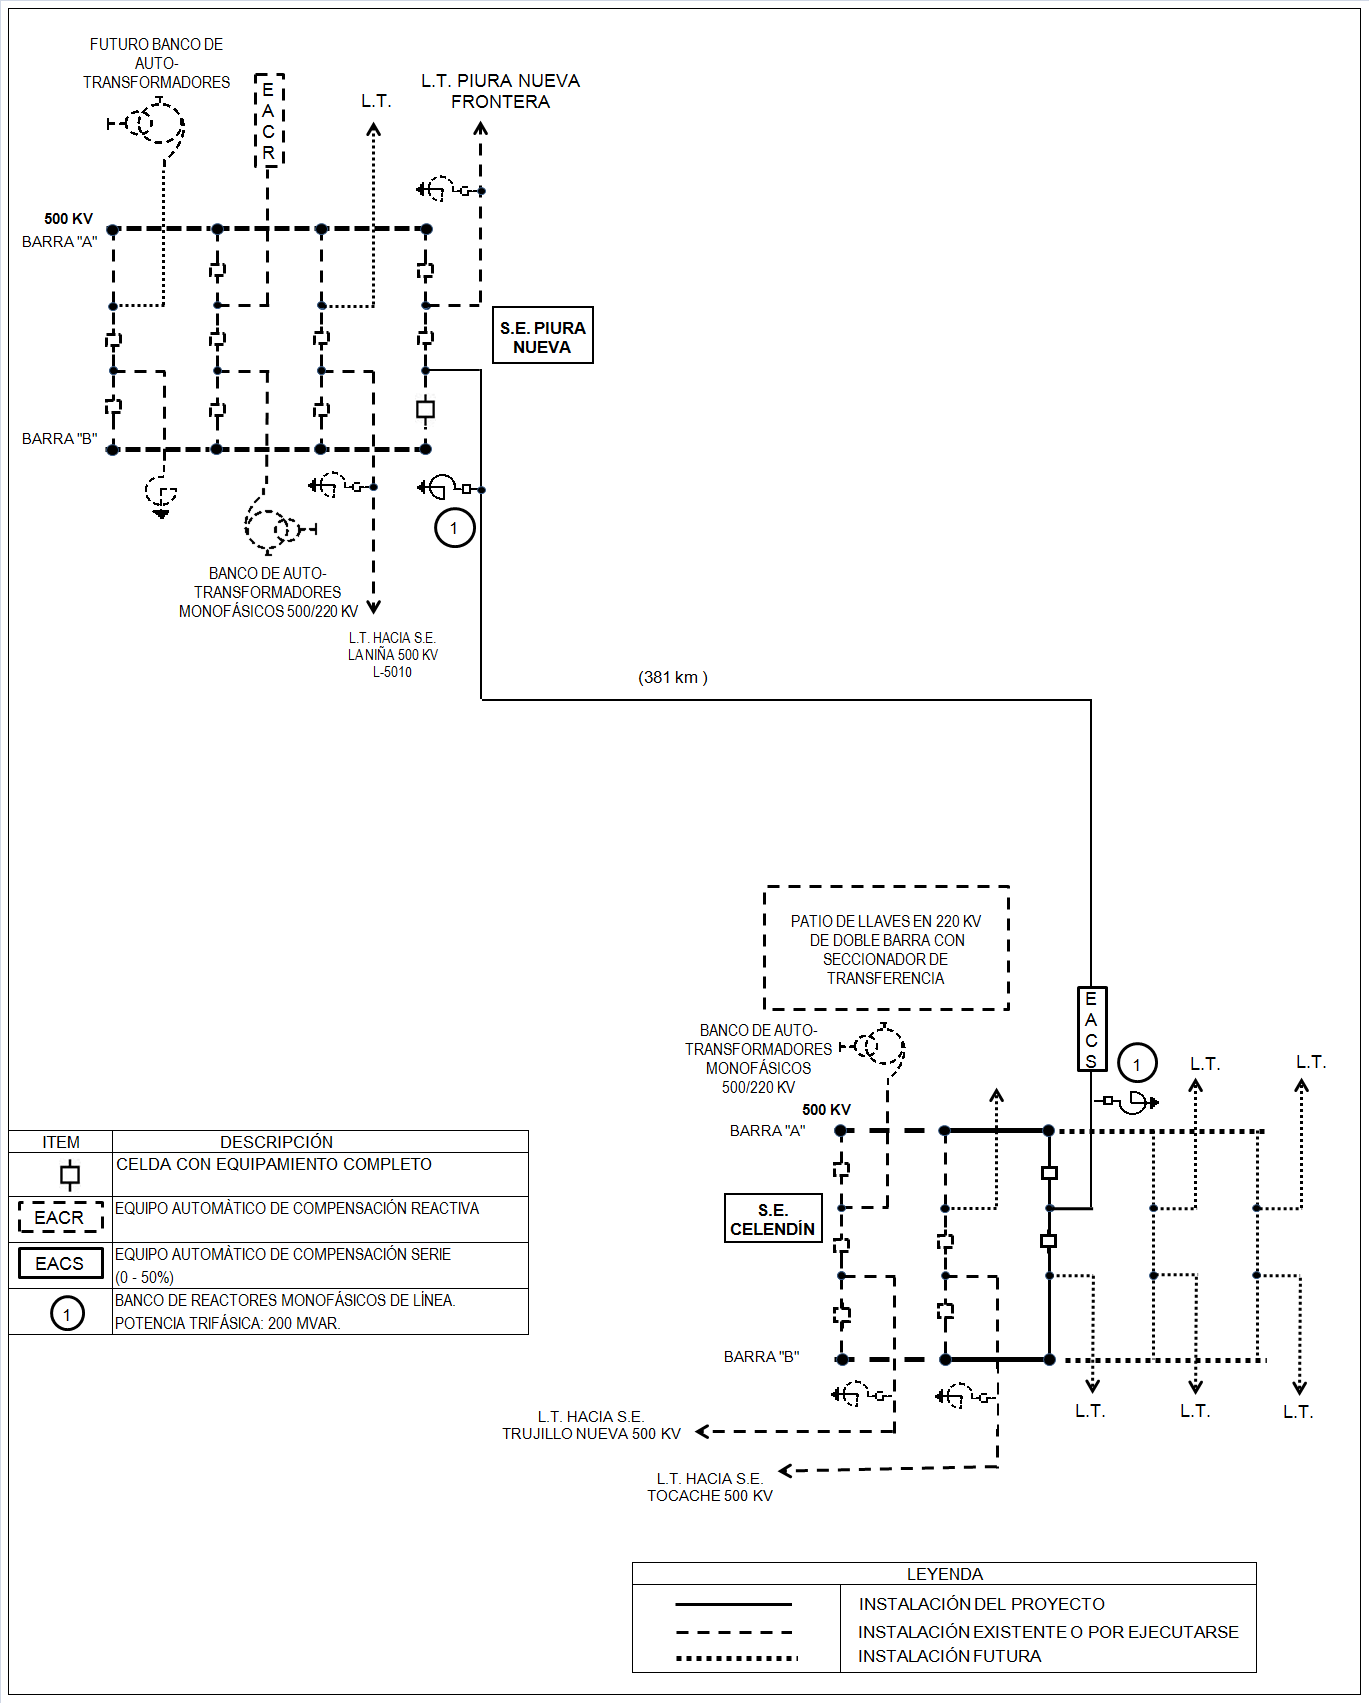 FUTURO BANCO DE
AUTO-
TRANSFORMADORES
E
A
C
R
L.T.
L.T. PIURA NUEVA
FRONTERA
500 KV
BARRA "A"
S.E. PIURA
NUEVA
BARRA "B"
1
BANCO DE AUTO-
TRANSFORMADORES
MONOFÁSICOS 500/220 KV
L.T. HACIA S.E.
LA NIÑA 500 KV
L-5010
(381 km )
PATIO DE LLAVES EN 220 KV
DE DOBLE BARRA CON
SECCIONADOR DE
TRANSFERENCIA
E
A
C
S
BANCO DE AUTO-
TRANSFORMADORES
MONOFÁSICOS
500/220 KV
1
L.T.
L.T.
500 KV
BARRA "A"
S.E.
CELENDÍN
BARRA "B"
L.T.
L.T.
L.T.
L.T. HACIA S.E.
TRUJILLO NUEVA 500 KV
L.T. HACIA S.E.
TOCACHE 500 KV
ITEM DESCRIPCIÓN
CELDA CON EQUIPAMIENTO COMPLETO
EACR EQUIPO AUTOMÀTICO DE COMPENSACIÓN REACTIVA
EACS EQUIPO AUTOMÀTICO DE COMPENSACIÓN SERIE
(0 - 50%)
1 BANCO DE REACTORES MONOFÁSICOS DE LÍNEA.
POTENCIA TRIFÁSICA: 200 MVAR.
LEYENDA
INSTALACIÓN DEL PROYECTO
INSTALACIÓN EXISTENTE O POR EJECUTARSE
INSTALACIÓN FUTURA